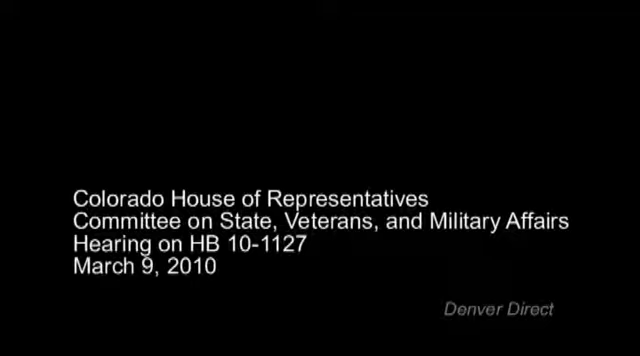 Colorado House of Representatives
Committee on State, Veterans, and Military Affairs
Hearing on HB 10-1127
March 9, 2010
Denver Direct